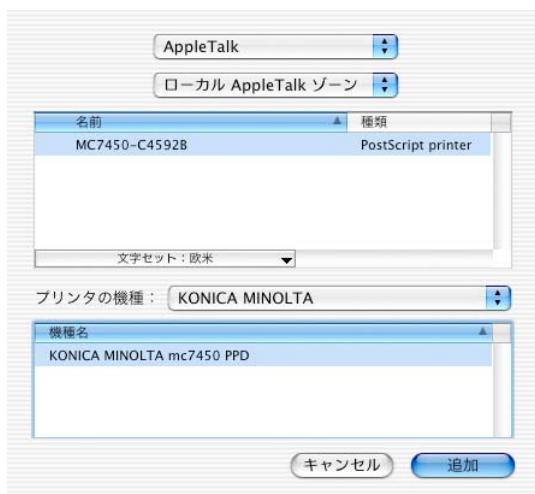 AppleTalk
ローカル AppleTalk ゾーン
名前 種類
MC7450-C4592B PostScript printer
文字セット：欧米
プリンタの機種： KONICA MINOLTA
機種名
KONICA MINOLTA mc7450 PPD
キャンセル 追加